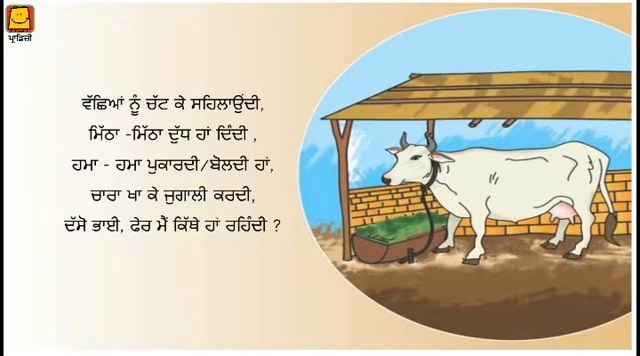 ਪ੍ਰਾਡਿਜੀ
ਵੱਛਿਆਂ ਨੂੰ ਚੱਟ ਕੇ ਸਹਿਲਾਉਂਦੀ,
ਮਿੱਠਾ -ਮਿੱਠਾ ਦੁੱਧ ਹਾਂ ਦਿੰਦੀ ,
ਹਮਾ - ਹਮਾ ਪੁਕਾਰਦੀ/ਬੋਲਦੀ ਹਾਂ,
ਚਾਰਾ ਖਾ ਕੇ ਜੁਗਾਲੀ ਕਰਦੀ,
ਦੱਸੋ ਭਾਈ, ਫੇਰ ਮੈਂ ਕਿੱਥੇ ਹਾਂ ਰਹਿੰਦੀ ?